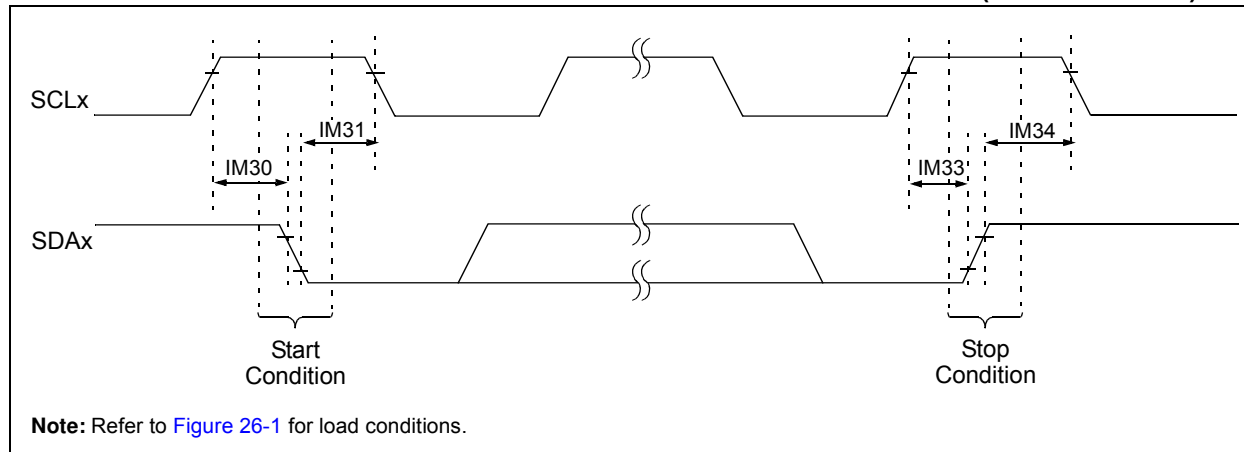 SCLx
IM31
IM34
IM30
IM33
SDAx
Start
Condition
Stop
Condition
Note: Refer to Figure 26-1 for load conditions.